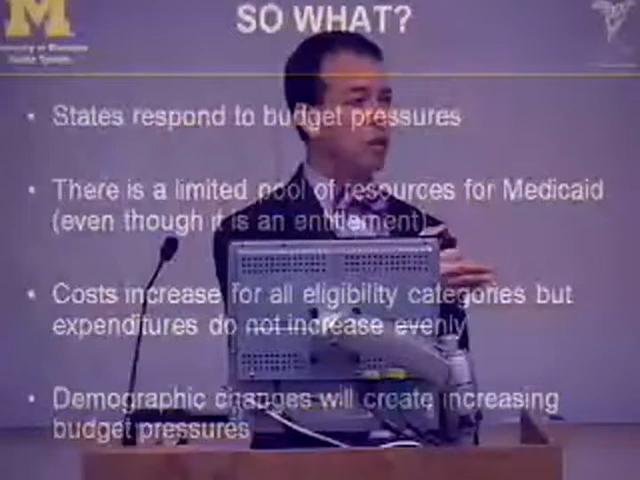 M
SO WHAT?
• States respond to budget pressures
• There is a limited pool of resources for Medicaid
(even though it is an entitlement)
• Costs increase for all eligibility categories but
expenditures do not increase evenly
• Demographic changes will create increasing
budget pressures